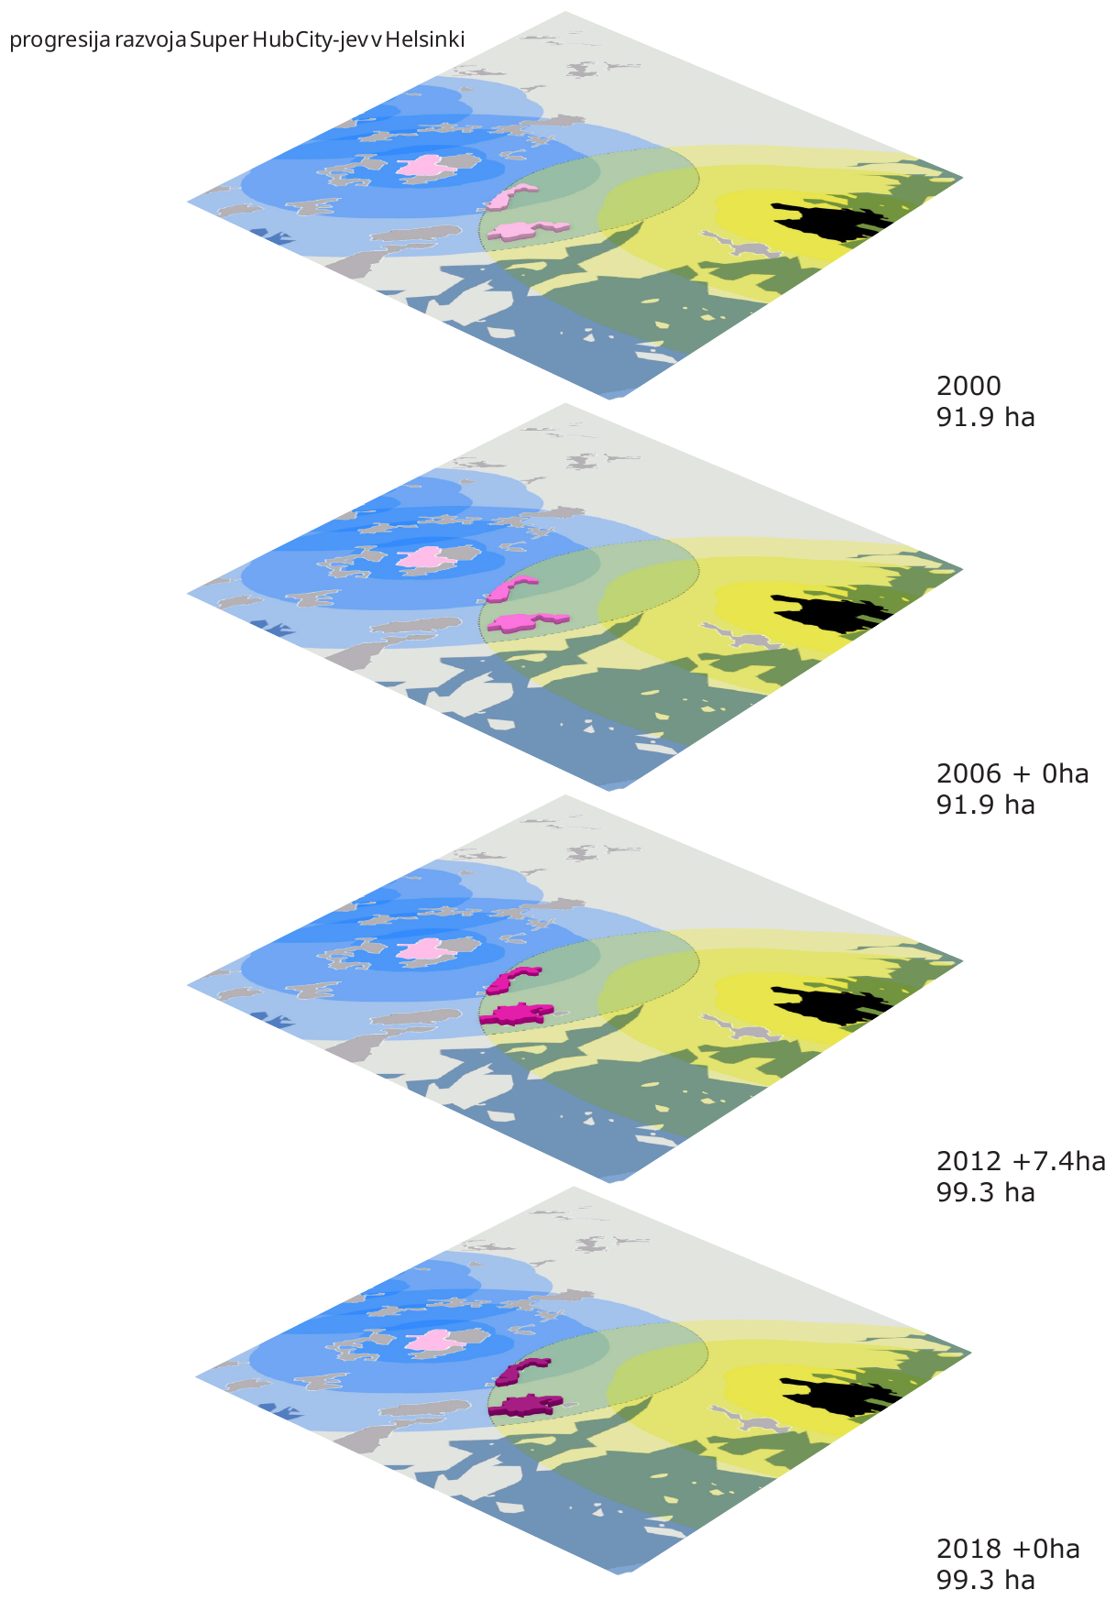 progresija razvoja Super HubCity-jev v Helsinki
2000
91.9 ha
2006 + 0ha
91.9 ha
2012 +7.4ha
99.3 ha
2018 +0ha
99.3 ha